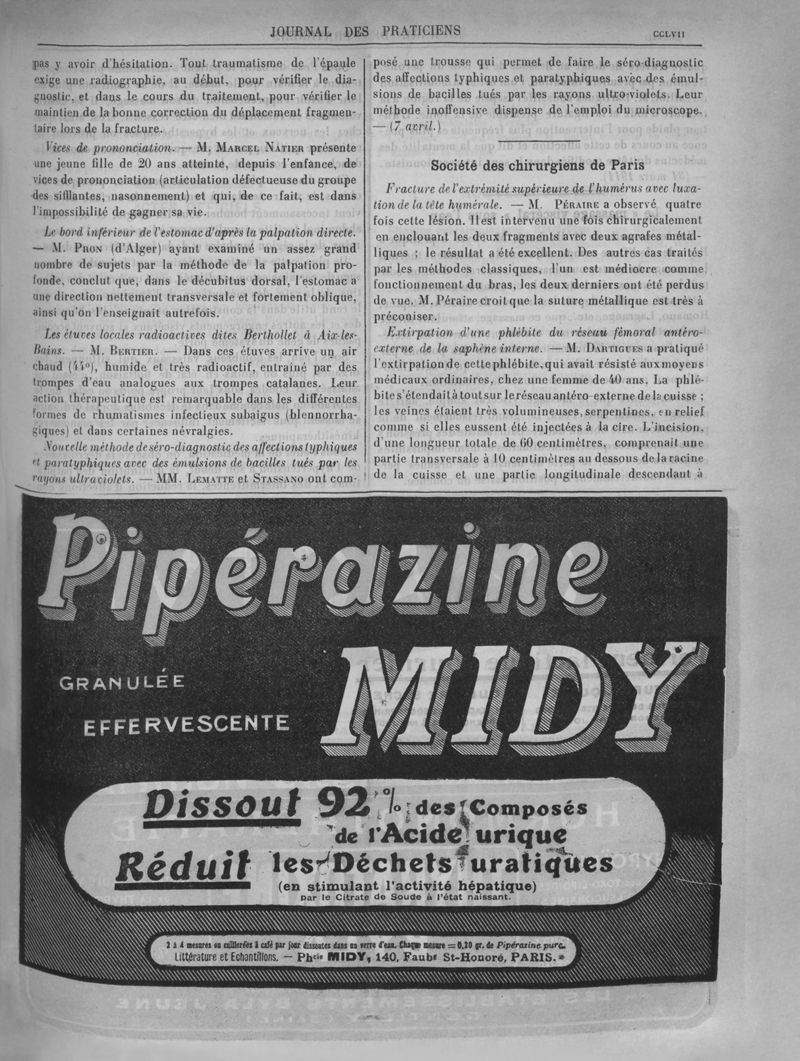 JOURNAL DES PRATICIENS
CCLVII
pas y avoir d'hésitation. Tout traumatisme de l'épaule
exige une radiographie, au début, pour vérifier le dia-
gnostic, et dans le cours du traitement, pour vérifier le
maintien de la bonne correction du déplacement fragmen-
taire lors de la fracture.
Vices de prononciation. — M. MARCEL NATIER présente
une jeune fille de 20 ans atteinte, depuis l'enfance, de
vices de prononciation (articulation défectueuse du groupe
des sifflantes, nasonnement) et qui, de ce fait, est dans
l'impossibilité de gagner sa vie.
Le bord inférieur de l'estomac d'après la palpation directe.
— M. PRON (d'Alger) ayant examiné un assez grand
nombre de sujets par la méthode de la palpation pro-
fonde, conclut que, dans le décubitus dorsal, l'estomac a
une direction nettement transversale et fortement oblique,
ainsi qu'on l'enseignait autrefois.
Les étuves locales radioactives dites Berthollet à Aix-les-
Bains. — M. BERTIER. — Dans ces étuves arrive un air
chaud (44°), humide et très radioactif, entraîné par des
trompes d'eau analogues aux trompes catalanes. Leur
action thérapeutique est remarquable dans les différentes
formes de rhumatismes infectieux subaigus (blennorrha-
giques) et dans certaines névralgies.
Nouvelle méthode de séro-diagnostic des affections typhiques
et paratyphiques avec des émulsions de bacilles tués par les
rayons ultraviolets. — MM. LEMATTE et STASSANO ont com-
posé une trousse qui permet de faire le séro diagnostic
des affections typhiques et paratyphiques avec des émul-
sions de bacilles tués par les rayons ultro-violets. Leur
méthode inoffensive dispense de l'emploi du microscope.
— (7 avril.)
Société des chirurgiens de Paris
Fracture de l'extrémité supérieure de l'humérus avec luxa-
tion de la tête humérale. — M. PÉRAIRE a observé quatre
fois cette lésion. Il est intervenu une fois chirurgicalement
en enclouant les deux fragments avec deux agrafes métal-
liques ; le résultat a été excellent. Des autres cas traités
par les méthodes classiques, l'un est médiocre comme
fonctionnement du bras, les deux derniers ont été perdus
de vue. M. Péraire croit que la suture métallique est très à
préconiser.
Extirpation d'une phlébite du réseau fémoral antéro-
externe de la saphène interne. — M. DARTIGUES a pratiqué
l'extirpation de cette phlébite, qui avait résisté aux moyens
médicaux ordinaires, chez une femme de 40 ans. La phlé-
bite s'étendait à tout sur le réseau antéro-externe de la cuisse ;
les veines étaient très volumineuses, serpentines, en relief
comme si elles eussent été injectées à la cire. L'incision,
d'une longueur totale de 60 centimètres, comprenait une
partie transversale à 10 centimètres au dessous de la racine
de la cuisse et une partie longitudinale descendant à
Pipérazine
MIDY
GRANULÉE
EFFERVESCENTE
Dissout 92 % des Composés
de l'Acide urique
Réduit les Déchets uratiques
(en stimulant l'activité hépatique)
par le Citrate de Soude à l'état naissant.
2 à 4 mesures ou cuillerées à café par jour dissoutes dans un verre d'eau. Chaque mesure = 0,20 gr. de Pipérazine pure.
Littérature et Echantillons. — Phcie MIDY, 140, Faubg St-Honoré, PARIS.